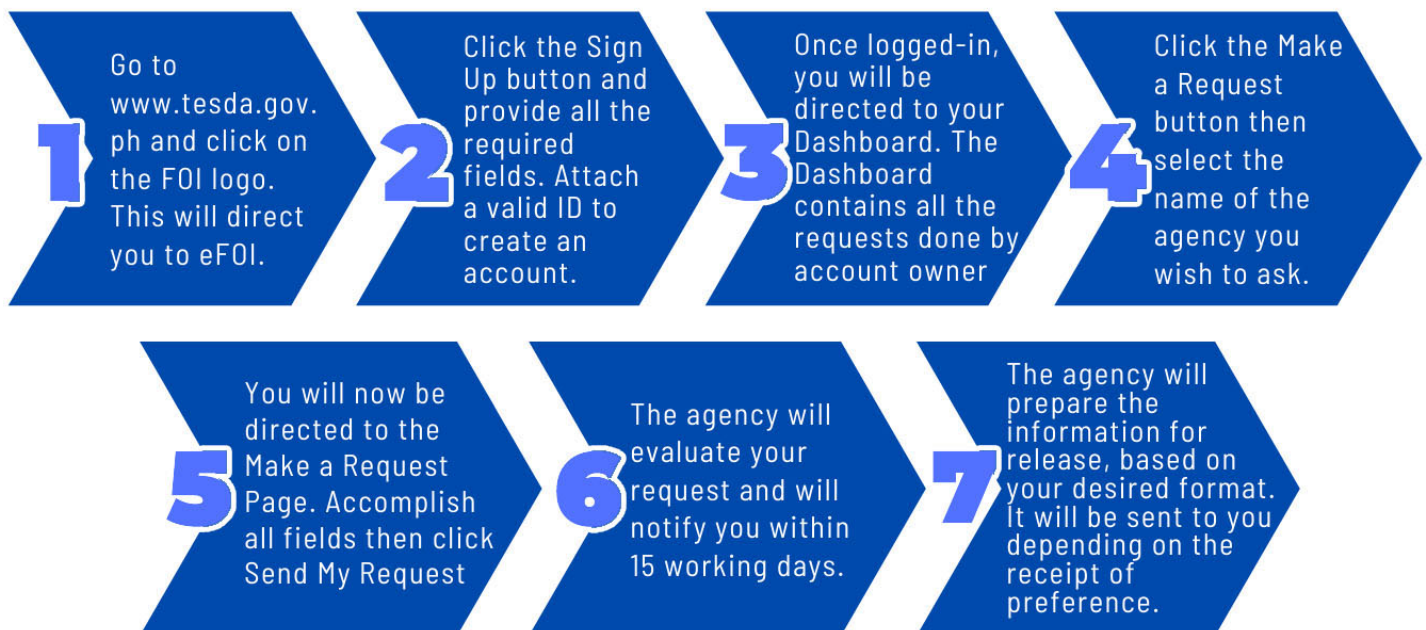 1
Go to
www.tesda.gov.
ph and click on
the FOI logo.
This will direct
you to eFOI.
2
Click the Sign
Up button and
provide all the
required
fields. Attach
a valid ID to
create an
account.
3
Once logged-in,
you will be
directed to your
Dashboard. The
Dashboard
contains all the
requests done by
account owner
4
Click the Make
a Request
button then
select the
name of the
agency you
wish to ask.
5
You will now be
directed to the
Make a Request
Page. Accomplish
all fields then click
Send My Request
6
The agency will
evaluate your
request and will
notify you within
15 working days.
7
The agency will
prepare the
information for
release, based on
your desired format.
It will be sent to you
depending on the
receipt of
preference.